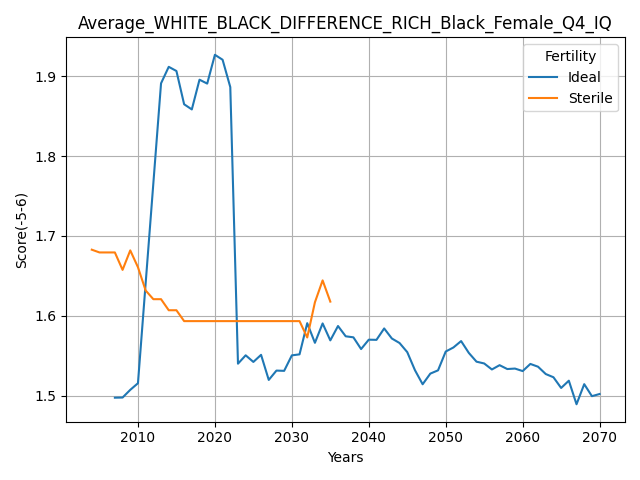 Average_WHITE_BLACK_DIFFERENCE_RICH_Black_Female_Q4_IQ
Fertility
Ideal
Sterile
Score(-5-6)
1.9
1.8
1.7
1.6
1.5
2010 2020 2030 2040 2050 2060 2070
Years